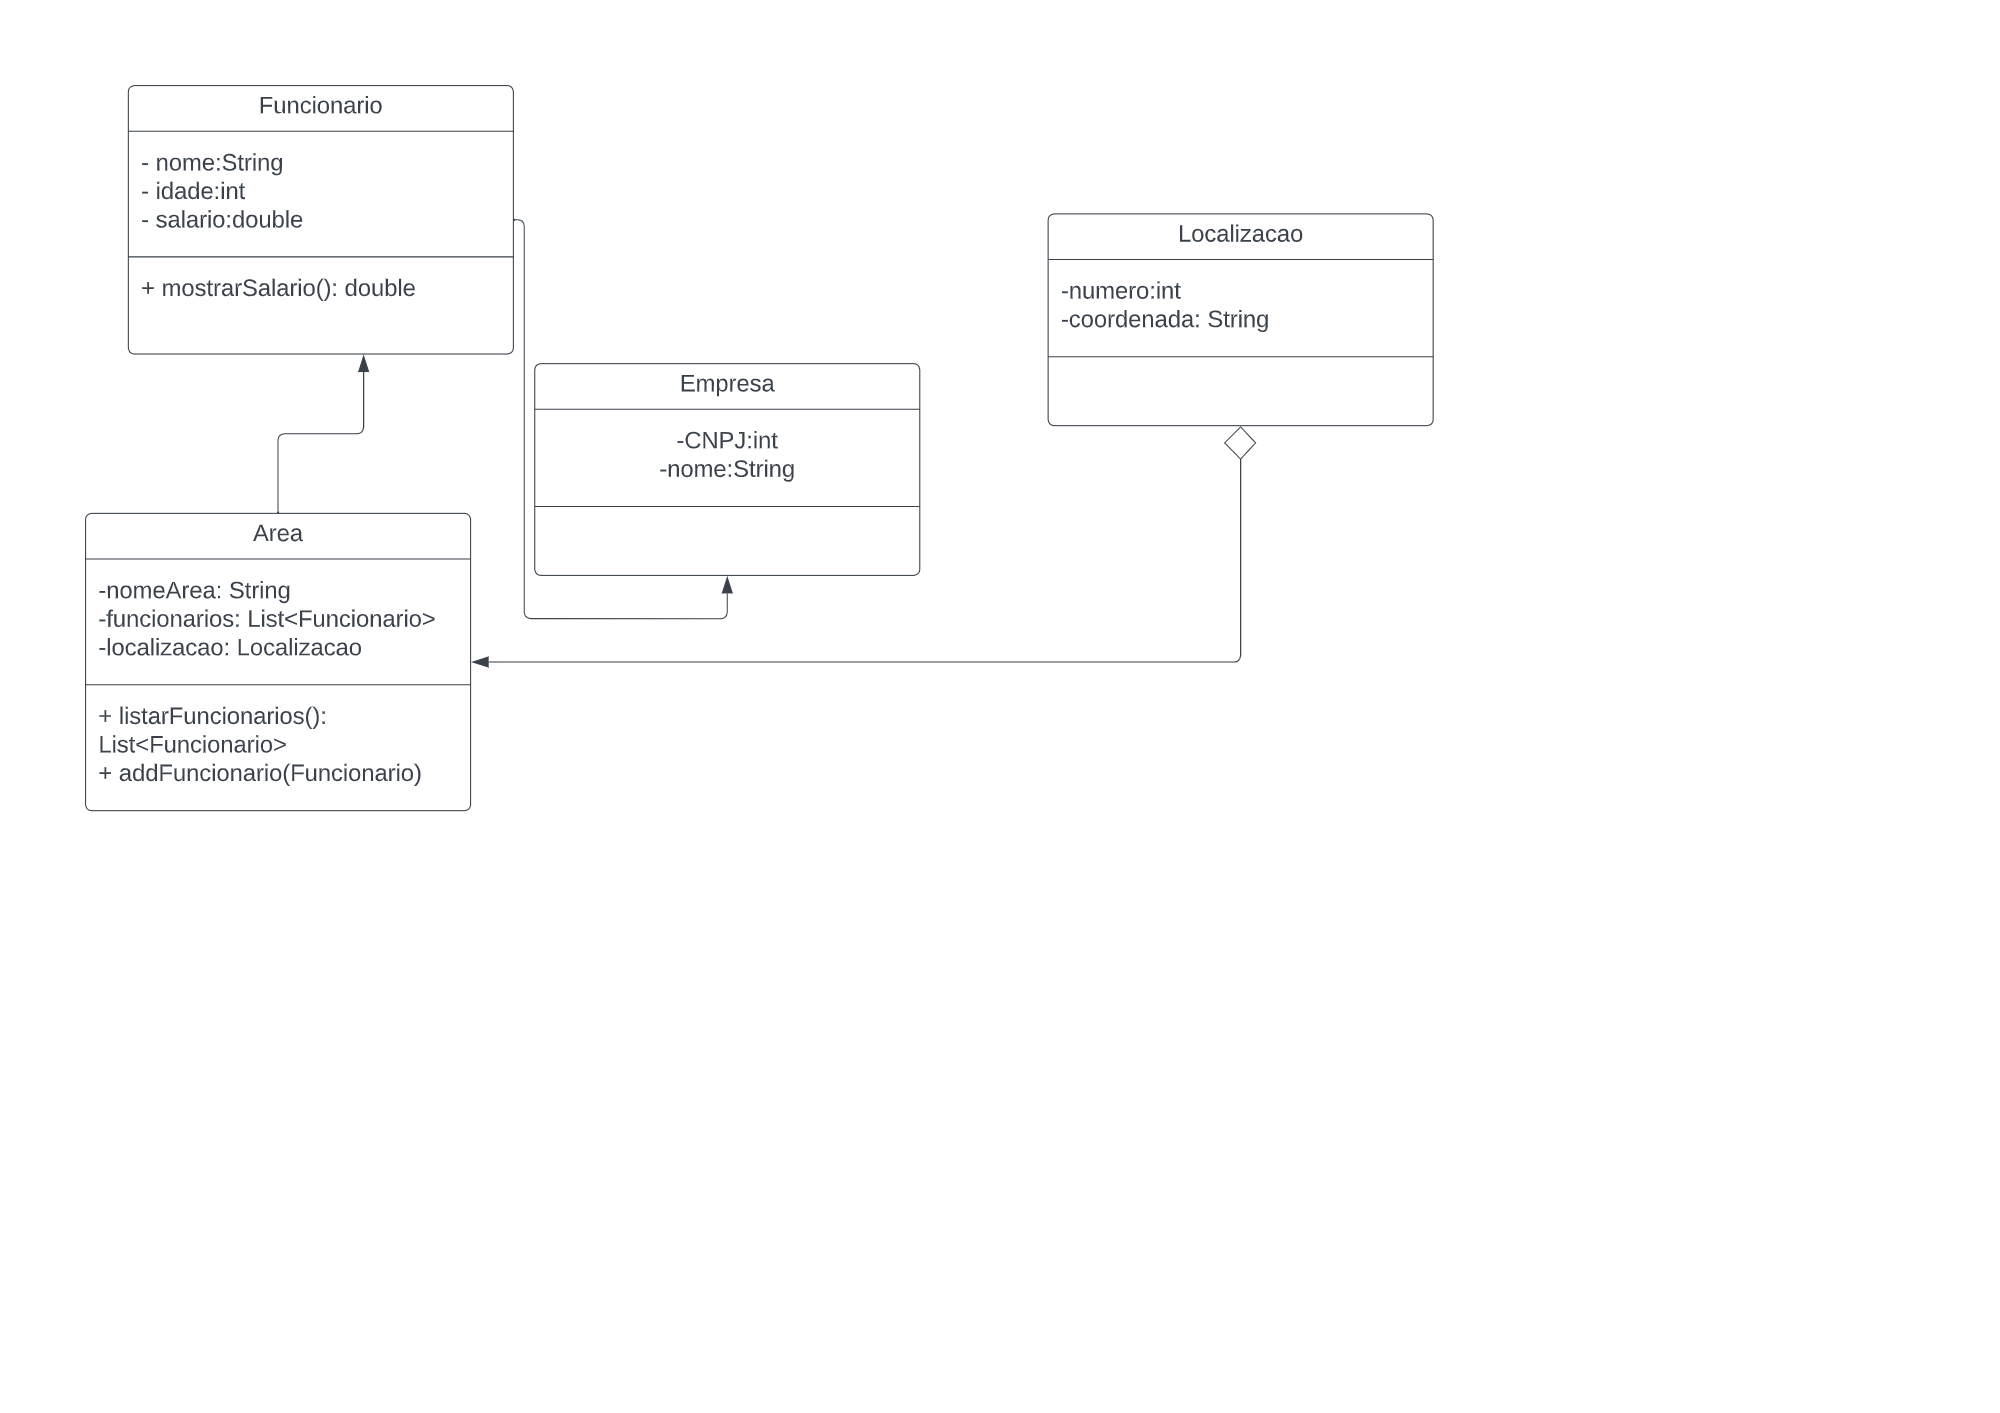 Funcionario
- nome:String
- idade:int
- salario:double
+ mostrarSalario(): double
Localizacao
-numero:int
-coordenada: String
Empresa
-CNPJ:int
-nome:String
Area
-nomeArea: String
-funcionarios: List<Funcionario>
-localizacao: Localizacao
+ listarFuncionarios():
List<Funcionario>
+ addFuncionario(Funcionario)